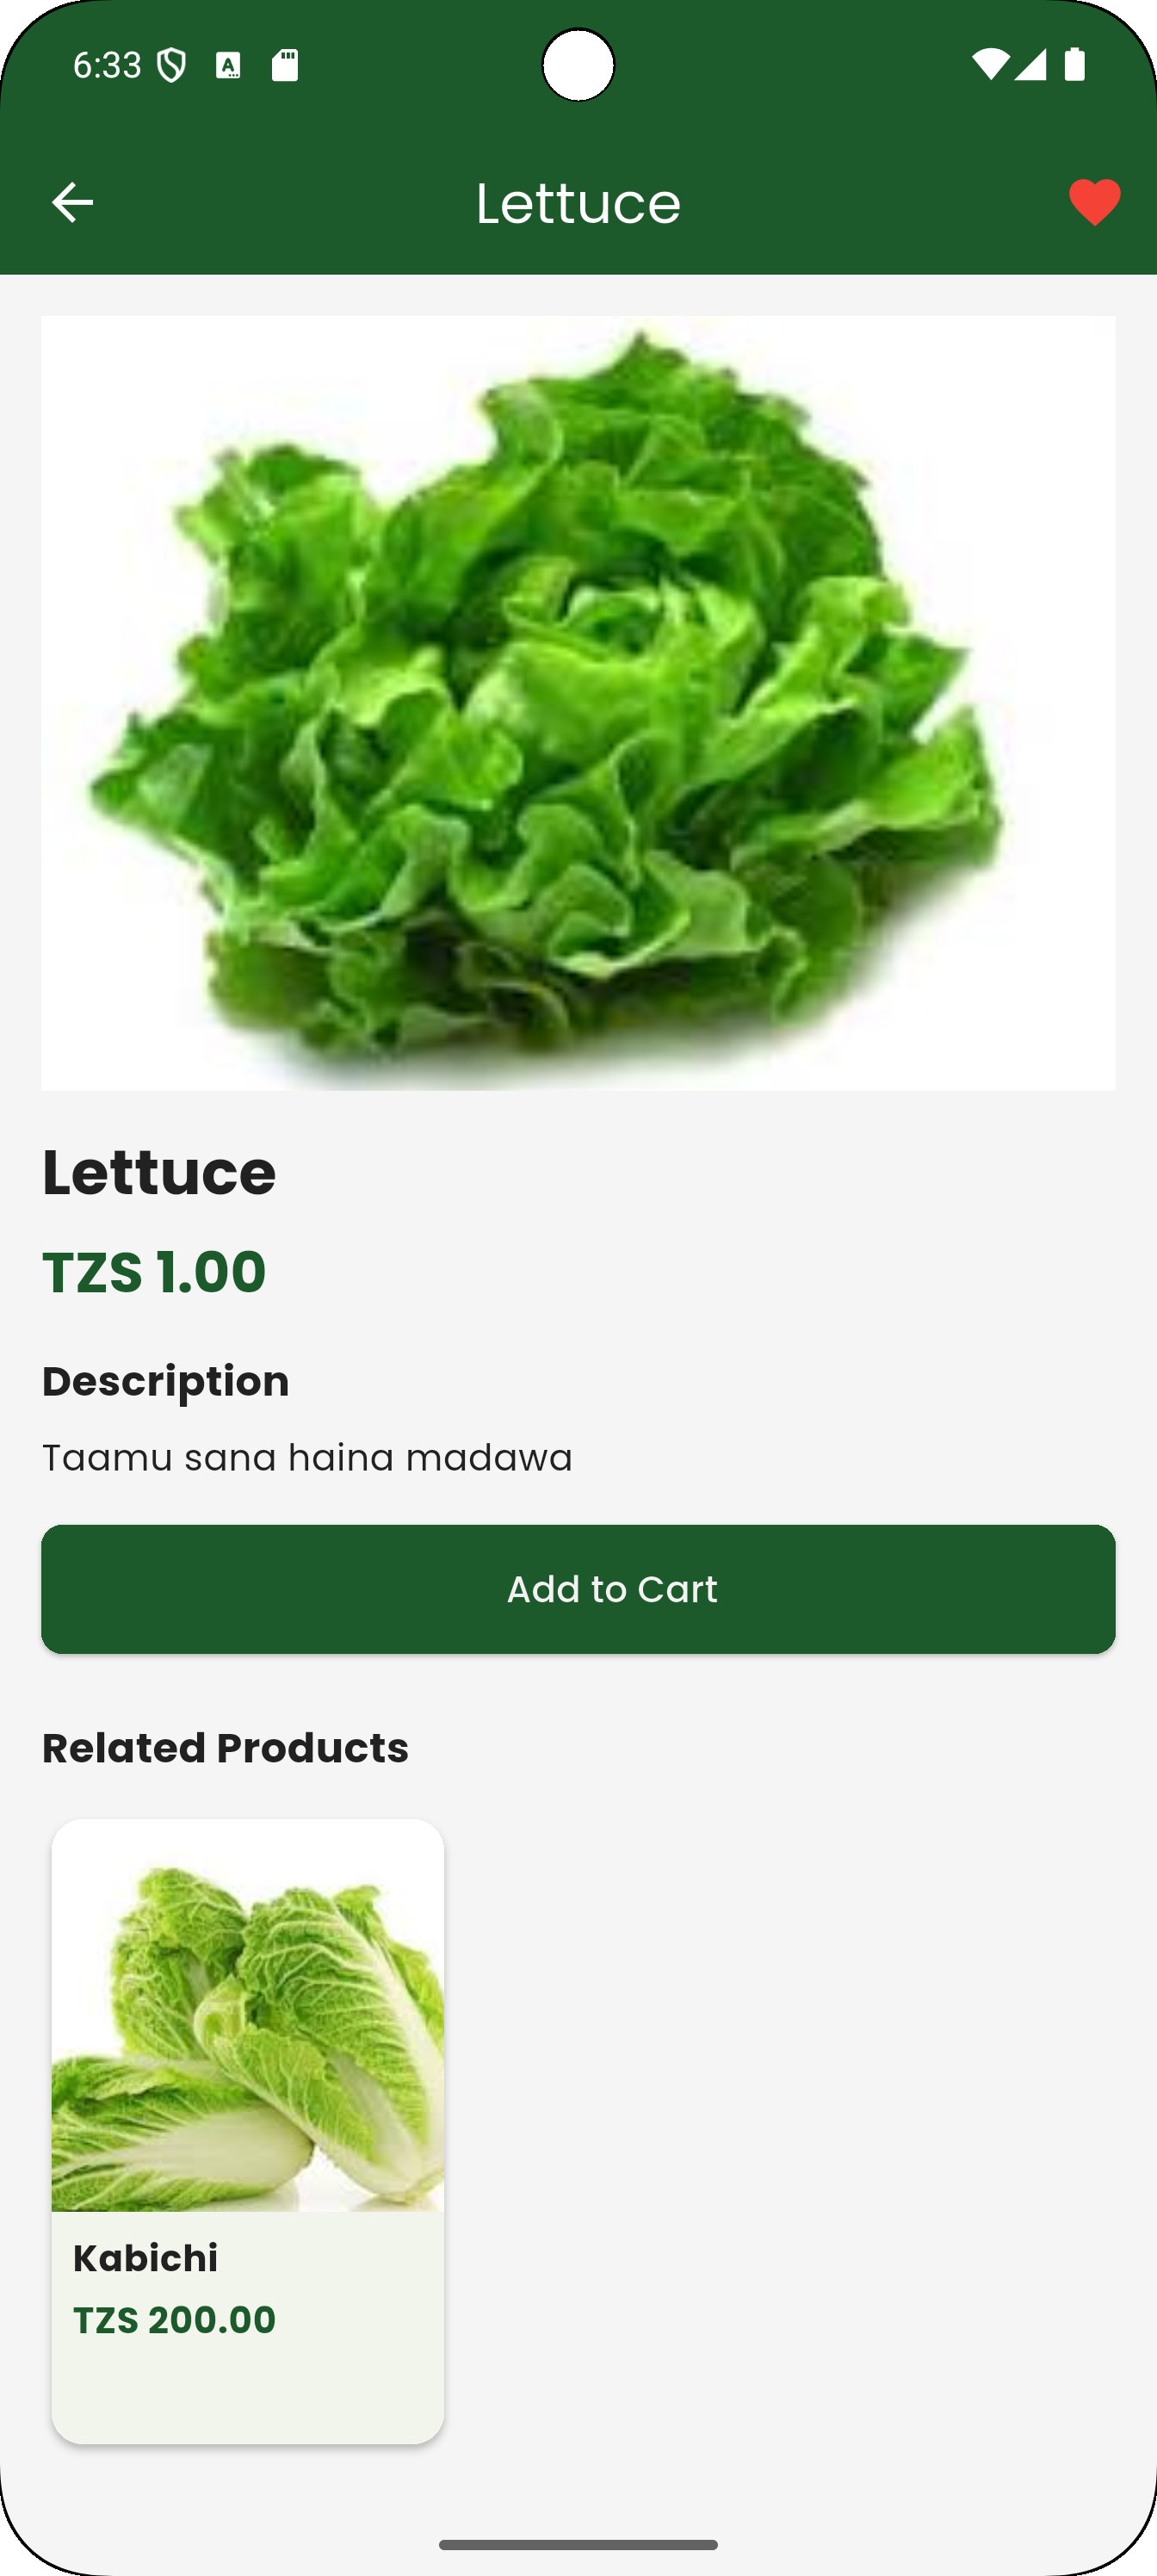 6:33
Lettuce
Lettuce
TZS 1.00
Description
Taamu sana haina madawa
Add to Cart
Related Products
Kabichi
TZS 200.00